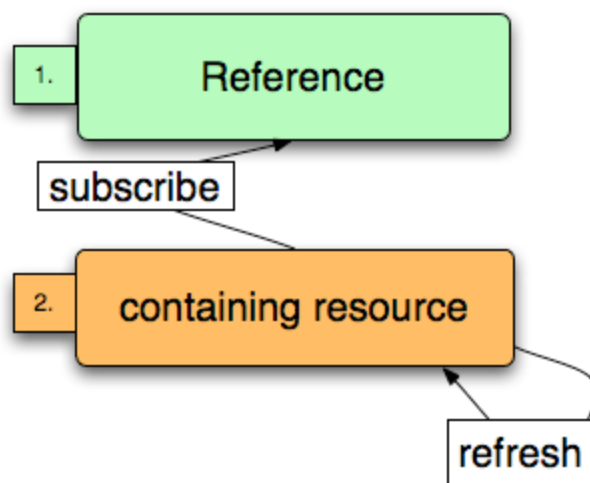 1.
Reference
subscribe
2.
containing resource
refresh